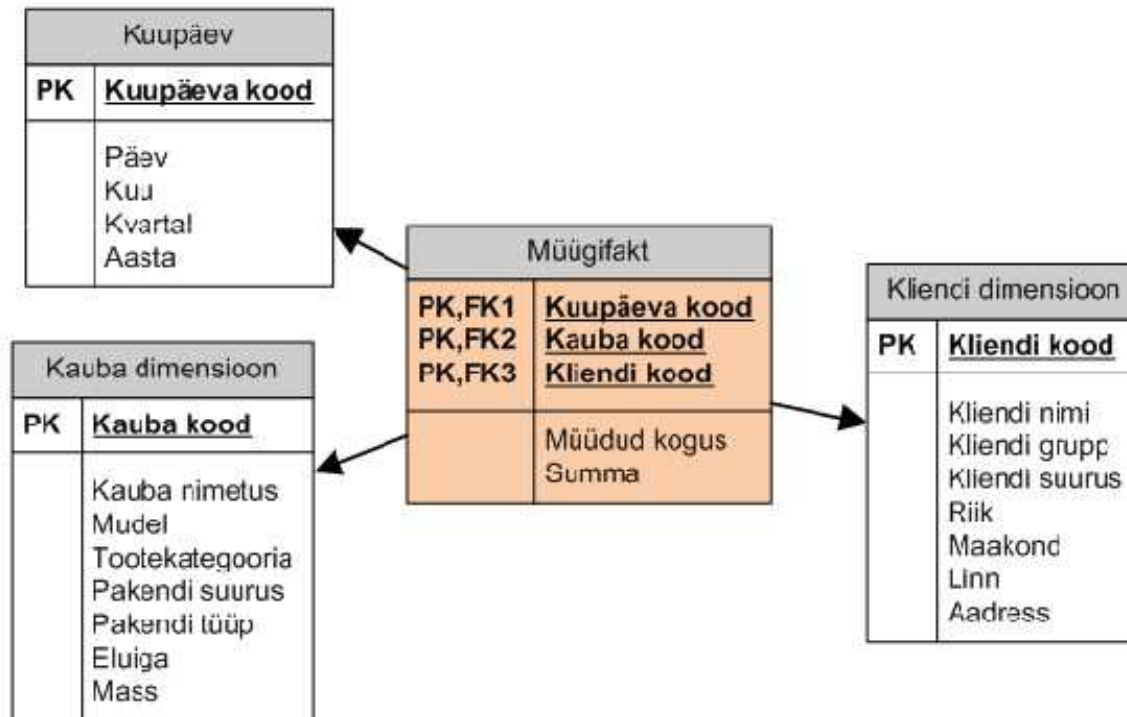 Kuupäev
PK Kuupäeva kood
Päev
Kuu
Kvartal
Aasta
Kauba dimensioon
PK Kauba kood
Kauba nimetus
Mudel
Tootekategooria
Pakendi suurus
Pakendi tüüp
Eluiga
Mass
Müügifakt
PK,FK1 Kuupäeva kood
PK,FK2 Kauba kood
PK,FK3 Kliendi kood
Müüdud kogus
Summa
Kliendi dimensioon
PK Kliendi kood
Kliendi nimi
Kliendi grupp
Kliendi suurus
Riik
Maakond
Linn
Aadress